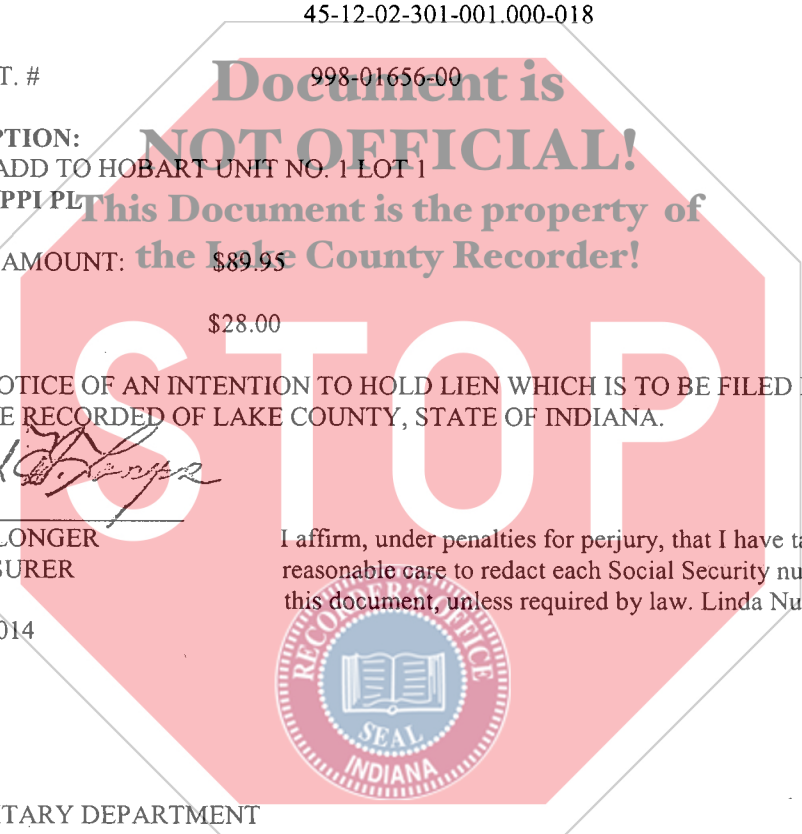 45-12-02-301-001.000-018
T. # 998-01656-00
Document is
PTION:
NOT OFFICIAL!
ADD TO HOBART UNIT NO. 1 LOT 1
PPI PL
This Document is the property of
AMOUNT: $89.95
the Lake County Recorder!
$28.00
STOP
OTICE OF AN INTENTION TO HOLD LIEN WHICH IS TO BE FILED
E RECORDED OF LAKE COUNTY, STATE OF INDIANA.
LONGER
SURER
014
I affirm, under penalties for perjury, that I have ta
reasonable care to redact each Social Security nu
this document, unless required by law. Linda Nu
RECORDER'S OFFICE
SEAL
INDIANA
ITARY DEPARTMENT